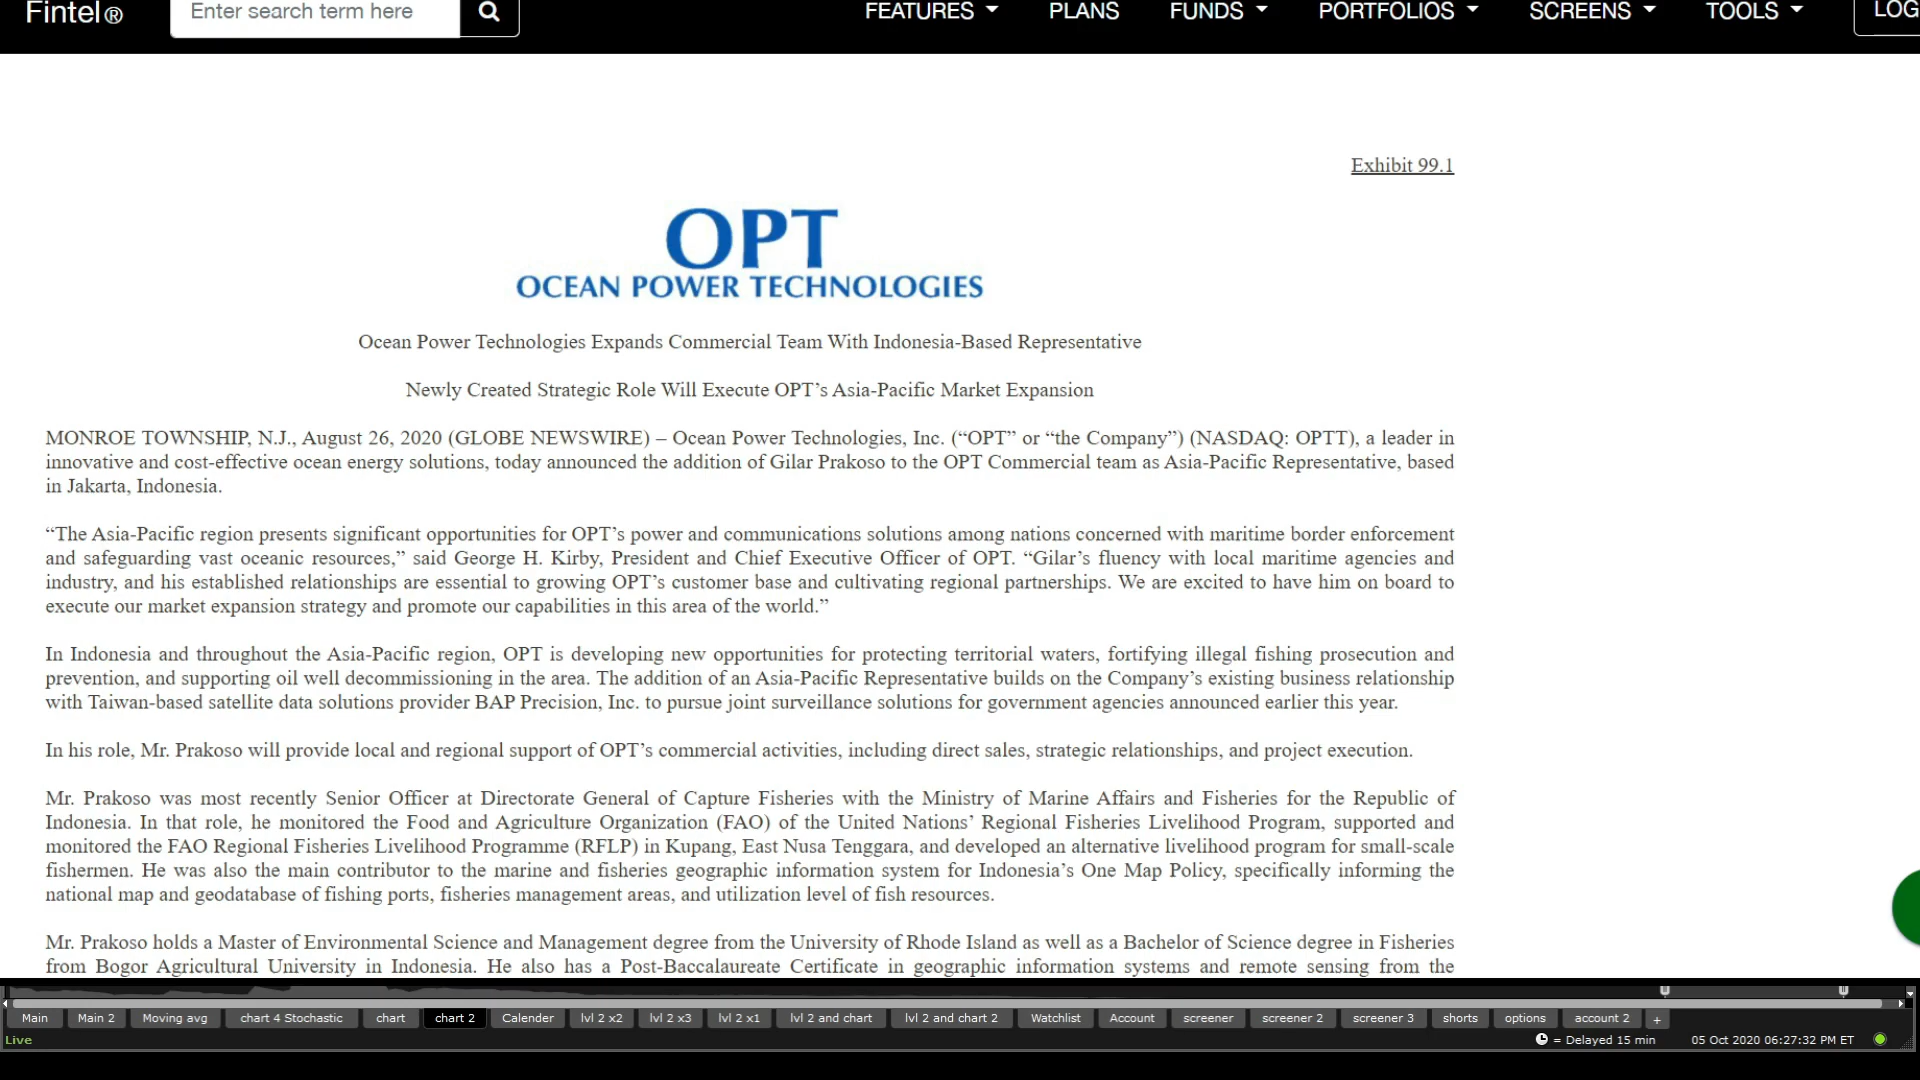 Fintel® Enter search term here FEATURES PLANS FUNDS PORTFOLIOS SCREENS TOOLS LOG
Exhibit 99.1
OPT
OCEAN POWER TECHNOLOGIES
Ocean Power Technologies Expands Commercial Team With Indonesia-Based Representative
Newly Created Strategic Role Will Execute OPT’s Asia-Pacific Market Expansion
MONROE TOWNSHIP, N.J., August 26, 2020 (GLOBE NEWSWIRE) – Ocean Power Technologies, Inc. (“OPT” or “the Company”) (NASDAQ: OPTT), a leader in
innovative and cost-effective ocean energy solutions, today announced the addition of Gilar Prakoso to the OPT Commercial team as Asia-Pacific Representative, based
in Jakarta, Indonesia.
“The Asia-Pacific region presents significant opportunities for OPT’s power and communications solutions among nations concerned with maritime border enforcement
and safeguarding vast oceanic resources,” said George H. Kirby, President and Chief Executive Officer of OPT. “Gilar’s fluency with local maritime agencies and
industry, and his established relationships are essential to growing OPT’s customer base and cultivating regional partnerships. We are excited to have him on board to
execute our market expansion strategy and promote our capabilities in this area of the world.”
In Indonesia and throughout the Asia-Pacific region, OPT is developing new opportunities for protecting territorial waters, fortifying illegal fishing prosecution and
prevention, and supporting oil well decommissioning in the area. The addition of an Asia-Pacific Representative builds on the Company’s existing business relationship
with Taiwan-based satellite data solutions provider BAP Precision, Inc. to pursue joint surveillance solutions for government agencies announced earlier this year.
In his role, Mr. Prakoso will provide local and regional support of OPT’s commercial activities, including direct sales, strategic relationships, and project execution.
Mr. Prakoso was most recently Senior Officer at Directorate General of Capture Fisheries with the Ministry of Marine Affairs and Fisheries for the Republic of
Indonesia. In that role, he monitored the Food and Agriculture Organization (FAO) of the United Nations’ Regional Fisheries Livelihood Program, supported and
monitored the FAO Regional Fisheries Livelihood Programme (RFLP) in Kupang, East Nusa Tenggara, and developed an alternative livelihood program for small-scale
fishermen. He was also the main contributor to the marine and fisheries geographic information system for Indonesia’s One Map Policy, specifically informing the
national map and geodatabase of fishing ports, fisheries management areas, and utilization level of fish resources.
Mr. Prakoso holds a Master of Environmental Science and Management degree from the University of Rhode Island as well as a Bachelor of Science degree in Fisheries
from Bogor Agricultural University in Indonesia. He also has a Post-Baccalaureate Certificate in geographic information systems and remote sensing from the
Main Main 2 Moving avg chart 4 Stochastic chart chart 2 Calender lvl 2 x2 lvl 2 x3 lvl 2 x1 lvl 2 and chart lvl 2 and chart 2 Watchlist Account screener screener 2 screener 3 shorts options account 2 +
Live = Delayed 15 min 05 Oct 2020 06:27:32 PM ET